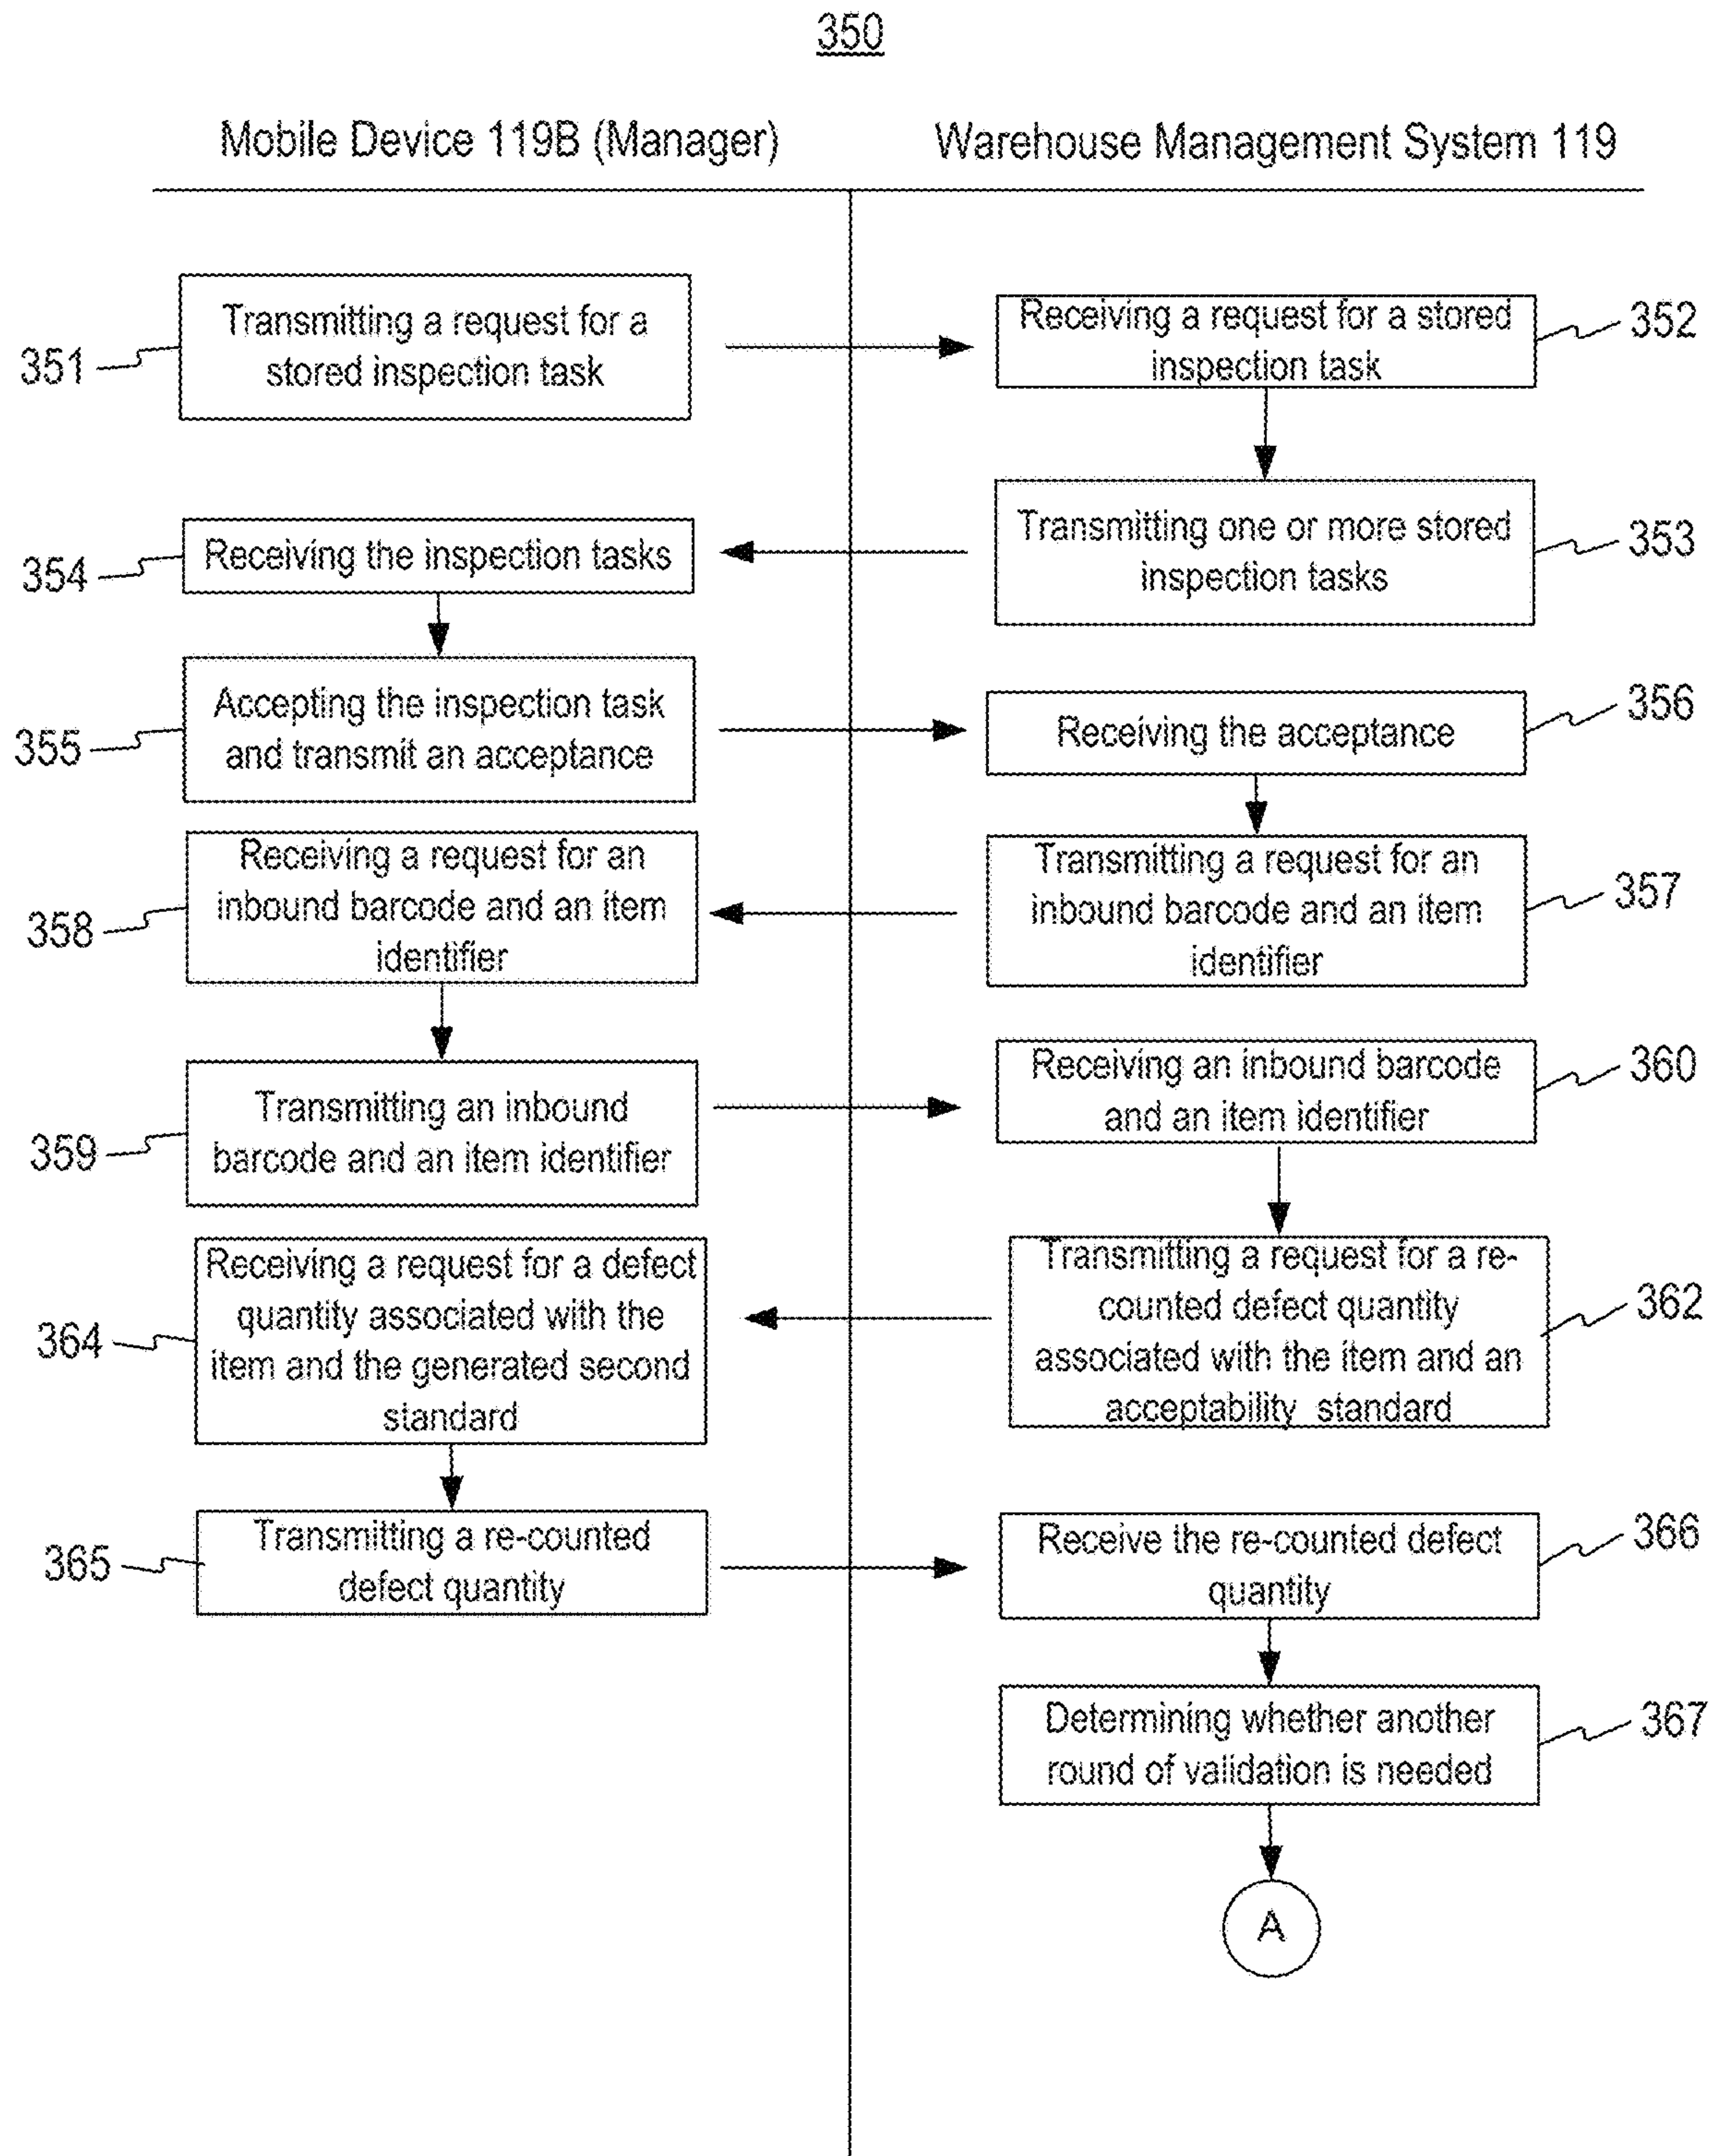 350
Mobile Device 119B (Manager)
Warehouse Management System 119
351
Transmitting a request for a
stored inspection task
Receiving a request for a stored
inspection task
352
354
Receiving the inspection tasks
Transmitting one or more stored
inspection tasks
353
355
Accepting the inspection task
and transmit an acceptance
Receiving the acceptance
356
358
Receiving a request for an
inbound barcode and an item
identifier
Transmitting a request for an
inbound barcode and an item
identifier
357
359
Transmitting an inbound
barcode and an item identifier
Receiving an inbound barcode
and an item identifier
360
364
Receiving a request for a defect
quantity associated with the
item and the generated second
standard
Transmitting a request for a re-
counted defect quantity
associated with the item and an
acceptability standard
362
365
Transmitting a re-counted
defect quantity
Receive the re-counted defect
quantity
366
Determining whether another
round of validation is needed
367
A